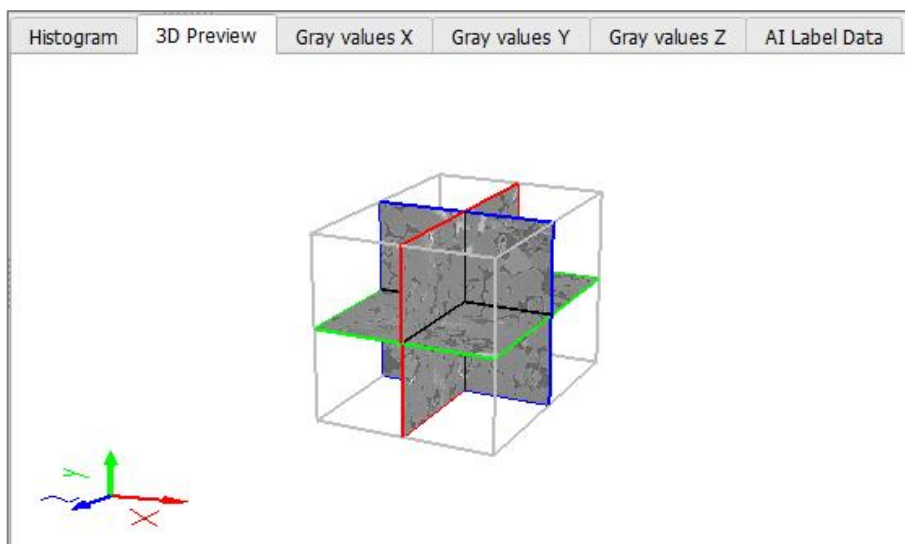 Histogram 3D Preview Gray values X Gray values Y Gray values Z AI Label Data
Y
Z
X